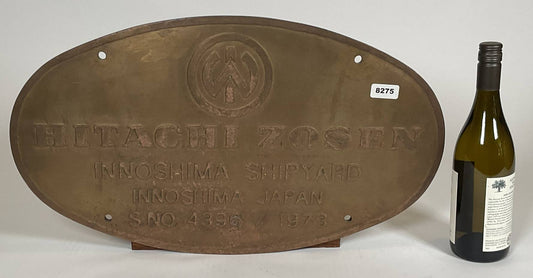 8275
HITACHI ZOSEN
INNOSHIMA SHIPYARD
INNOSHIMA JAPAN
S.NO. 4396 / 1973